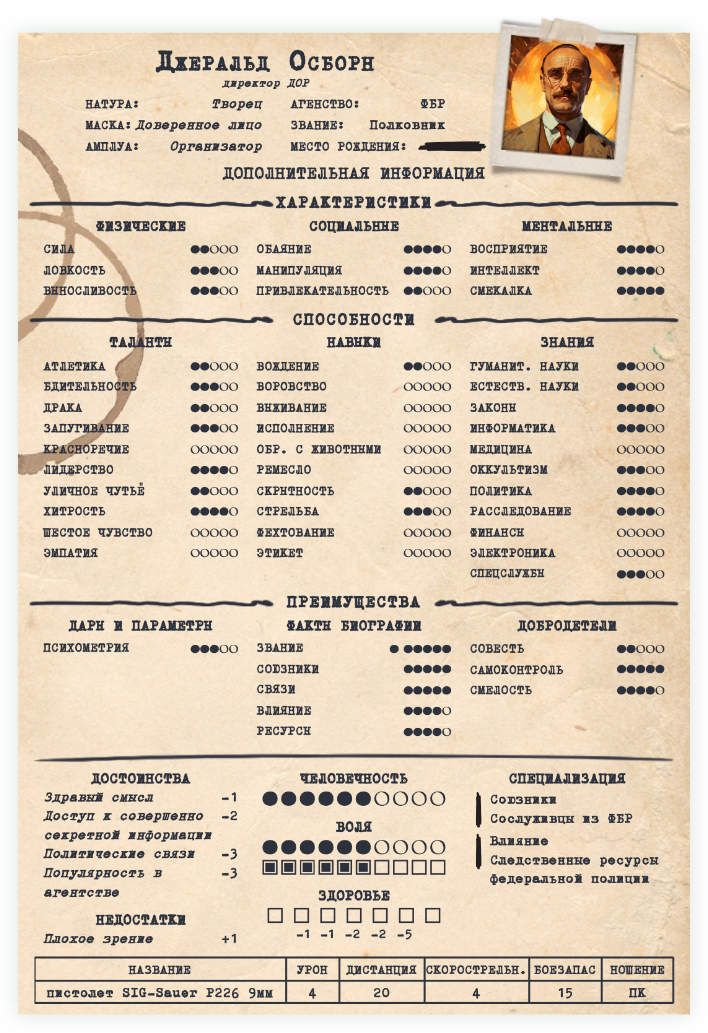 Джеральд Осборн
директор ДОР
НАТУРА: Творец АГЕНСТВО: ФБР
МАСКА: Доверенное лицо ЗВАНИЕ: Полковник
АМПЛУА: Организатор МЕСТО РОЖДЕНИЯ:
ДОПОЛНИТЕЛЬНАЯ ИНФОРМАЦИЯ
ХАРАКТЕРИСТИКИ
ФИЗИЧЕСКИЕ СОЦИАЛЬНЫЕ МЕНТАЛЬНЫЕ
СИЛА ●●○○○ ОБАЯНИЕ ●●●●○ ВОСПРИЯТИЕ ●●●●○
ЛОВКОСТЬ ●●●○○ МАНИПУЛЯЦИЯ ●●●●○ ИНТЕЛЛЕКТ ●●●●○
ВЫНОСЛИВОСТЬ ●●●○○ ПРИВЛЕКАТЕЛЬНОСТЬ ●●○○○ СМЕКАЛКА ●●●●●
СПОСОБНОСТИ
ТАЛАНТЫ НАВЫКИ ЗНАНИЯ
АТЛЕТИКА ●●○○○ ВОЖДЕНИЕ ●●○○○ ГУМАНИТ. НАУКИ ●●○○○
БДИТЕЛЬНОСТЬ ●●●○○ ВОРОВСТВО ○○○○○ ЕСТЕСТВ. НАУКИ ●●○○○
ДРАКА ●●○○○ ВЫЖИВАНИЕ ○○○○○ ЗАКОНЫ ●●●●○
ЗАПУГИВАНИЕ ●●●○○ ИСПОЛНЕНИЕ ○○○○○ ИНФОРМАТИКА ●●●○○
КРАСНОРЕЧИЕ ○○○○○ ОБР. С ЖИВОТНЫМИ ○○○○○ МЕДИЦИНА ○○○○○
ЛИДЕРСТВО ●●●●○ РЕМЕСЛО ○○○○○ ОККУЛЬТИЗМ ●●●○○
УЛИЧНОЕ ЧУТЬЁ ●●○○○ СКРЫТНОСТЬ ●●○○○ ПОЛИТИКА ●●●●○
ХИТРОСТЬ ●●●●○ СТРЕЛЬБА ●●●○○ РАССЛЕДОВАНИЕ ●●●●○
ШЕСТОЕ ЧУВСТВО ○○○○○ ФЕХТОВАНИЕ ○○○○○ ФИНАНСЫ ○○○○○
ЭМПАТИЯ ○○○○○ ЭТИКЕТ ○○○○○ ЭЛЕКТРОНИКА ○○○○○
СПЕЦСЛУЖБЫ ●●●○○
ПРЕИМУЩЕСТВА
ДАРЫ И ПАРАМЕТРЫ ФАКТЫ БИОГРАФИИ ДОБРОДЕТЕЛИ
ПСИХОМЕТРИЯ ●●●○○ ЗВАНИЕ ● ●●●●● СОВЕСТЬ ●●○○○
СОЮЗНИКИ ●●●●● САМОКОНТРОЛЬ ●●●●●
СВЯЗИ ●●●●● СМЕЛОСТЬ ●●●●○
ВЛИЯНИЕ ●●●●○
РЕСУРСЫ ●●●●○
ДОСТОИНСТВА
Здравый смысл -1
Доступ к совершенно -2
секретной информации
Политические связи -3
Популярность в -3
агентстве
НЕДОСТАТКИ
Плохое зрение +1
ЧЕЛОВЕЧНОСТЬ
●●●●●●○○○○
ВОЛЯ
●●●●●●○○○○
▣▣▣▣▣▣□□□□
ЗДОРОВЬЕ
□ □ □ □ □ □ □
-1 -1 -2 -2 -5
СПЕЦИАЛИЗАЦИЯ
Союзники
Сослуживцы из ФБР
Влияние
Следственные ресурсы
федеральной полиции
НАЗВАНИЕ УРОН ДИСТАНЦИЯ СКОРОСТРЕЛЬН. БОЕЗАПАС НОШЕНИЕ
пистолет SIG-Sauer P226 9мм 4 20 4 15 ПК